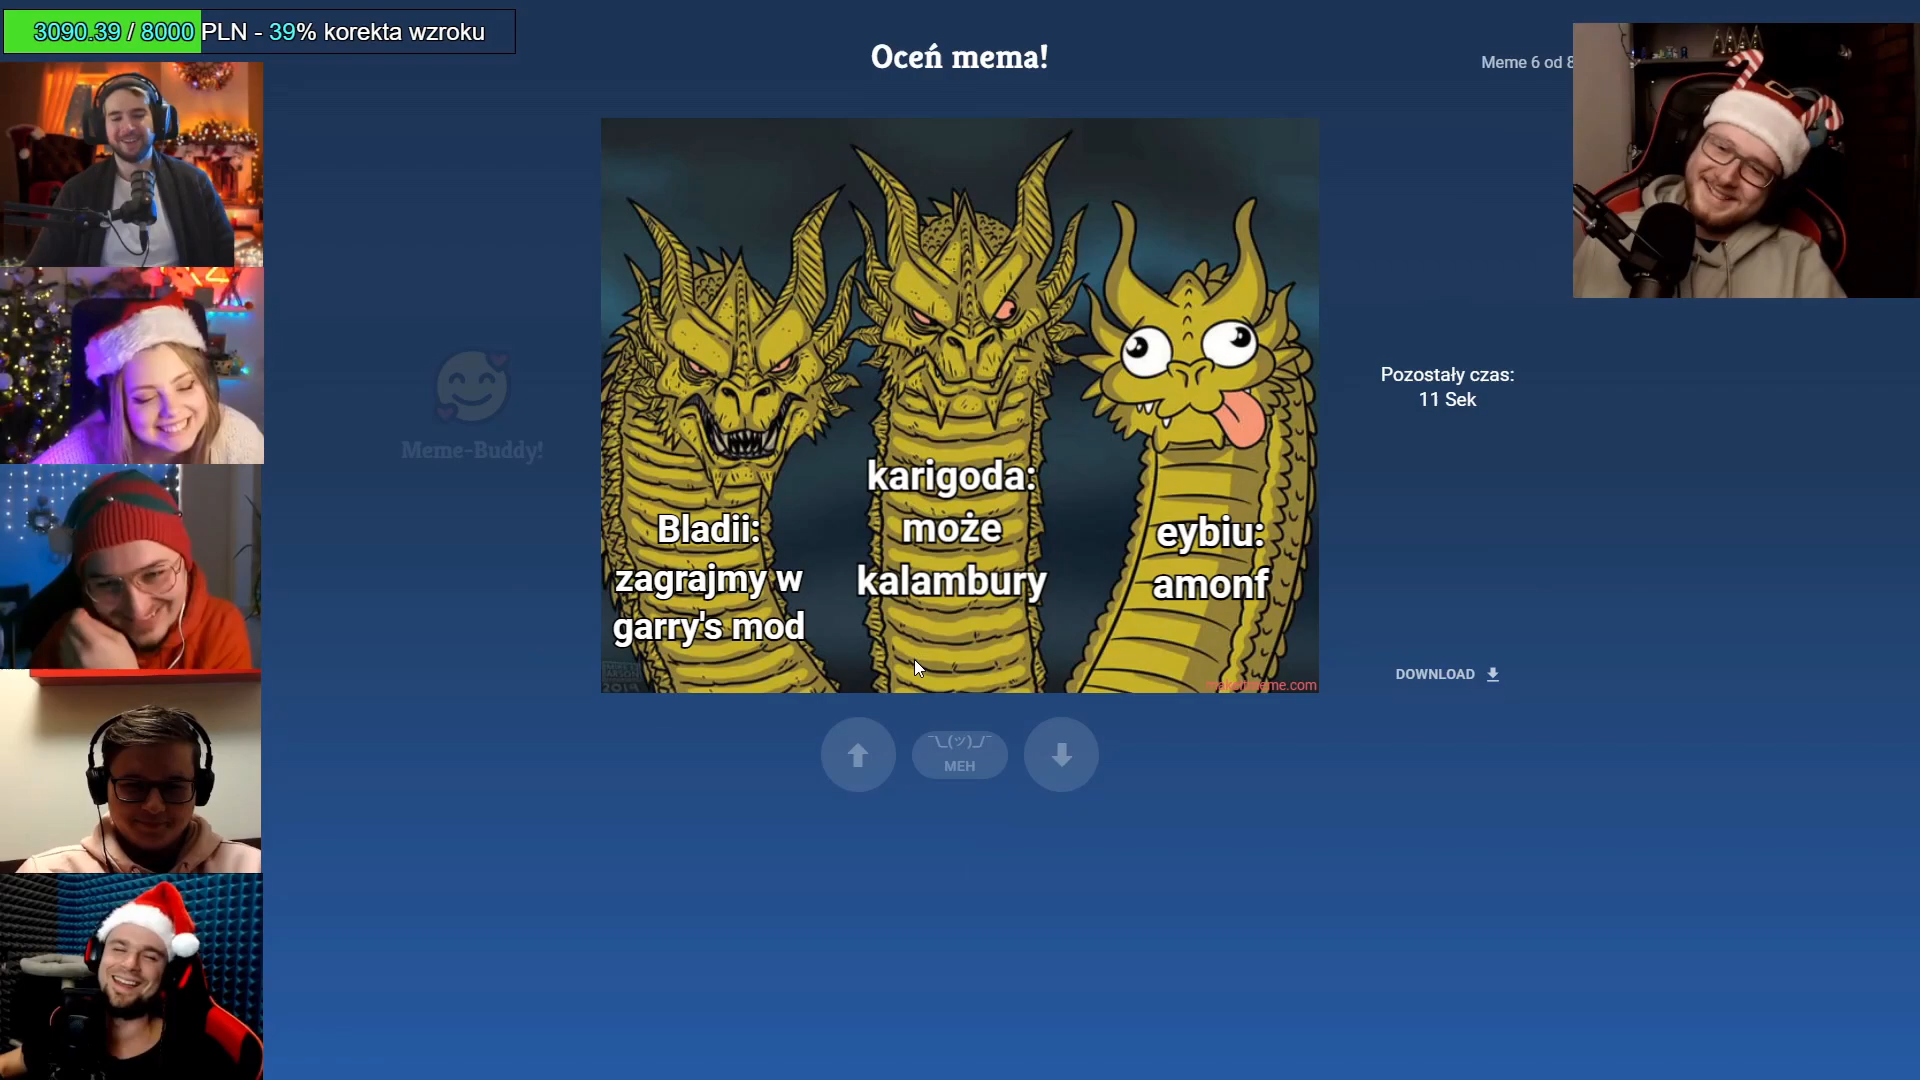 3090.39 / 8000 PLN - 39% korekta wzroku
Oceń mema!
Meme 6 od 8
Meme-Buddy!
Bladii:
zagrajmy w
garry's mod
karigoda:
może
kalambury
eybiu:
amonf
Pozostały czas:
11 Sek
DOWNLOAD
¯\_(ツ)_/¯
MEH